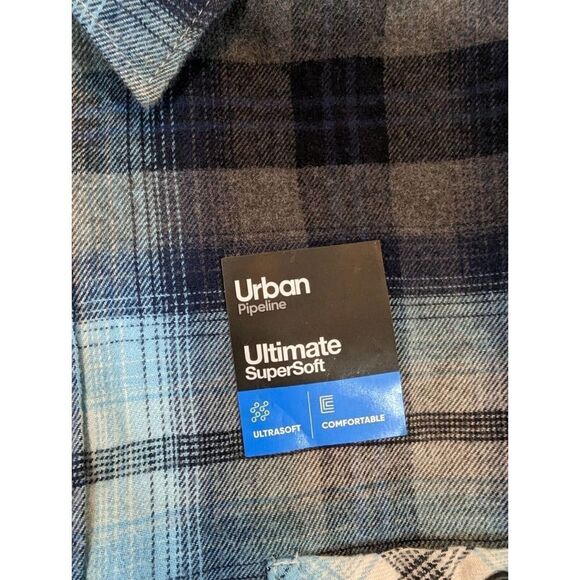 Urban
Pipeline
Ultimate
SuperSoft
ULTRASOFT
COMFORTABLE